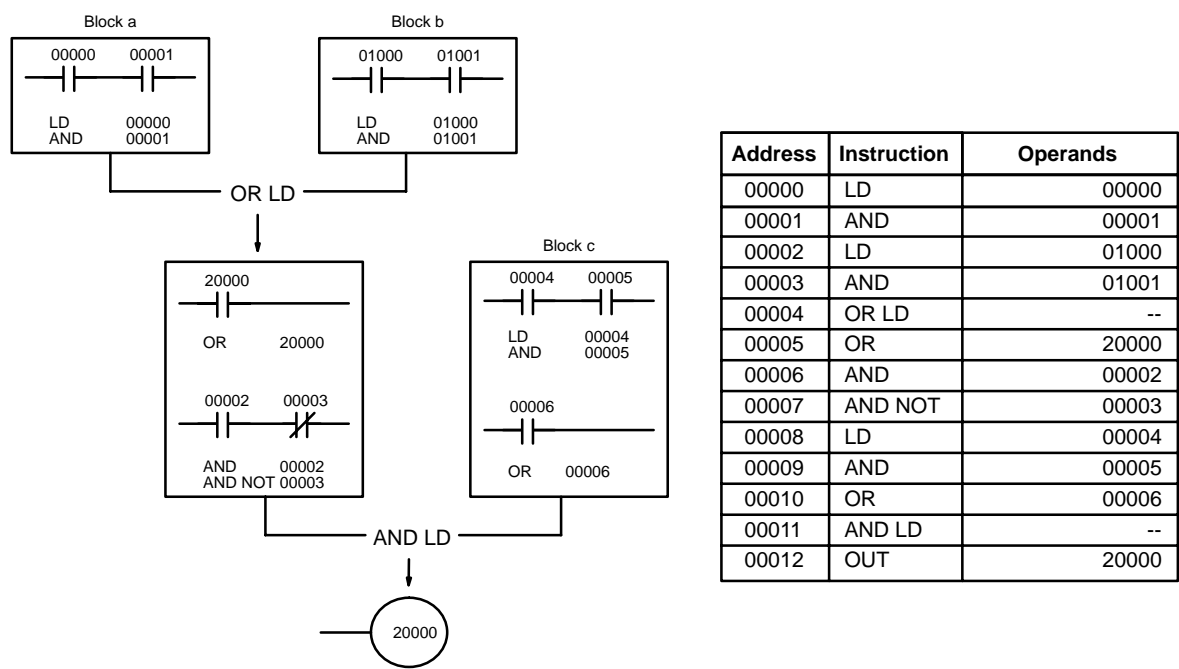 Block a
00000 00001
LD 00000
AND 00001
Block b
01000 01001
LD 01000
AND 01001
OR LD
20000
OR 20000
00002 00003
AND 00002
AND NOT 00003
Block c
00004 00005
LD 00004
AND 00005
00006
OR 00006
AND LD
20000
Address Instruction Operands
00000 LD 00000
00001 AND 00001
00002 LD 01000
00003 AND 01001
00004 OR LD --
00005 OR 20000
00006 AND 00002
00007 AND NOT 00003
00008 LD 00004
00009 AND 00005
00010 OR 00006
00011 AND LD --
00012 OUT 20000